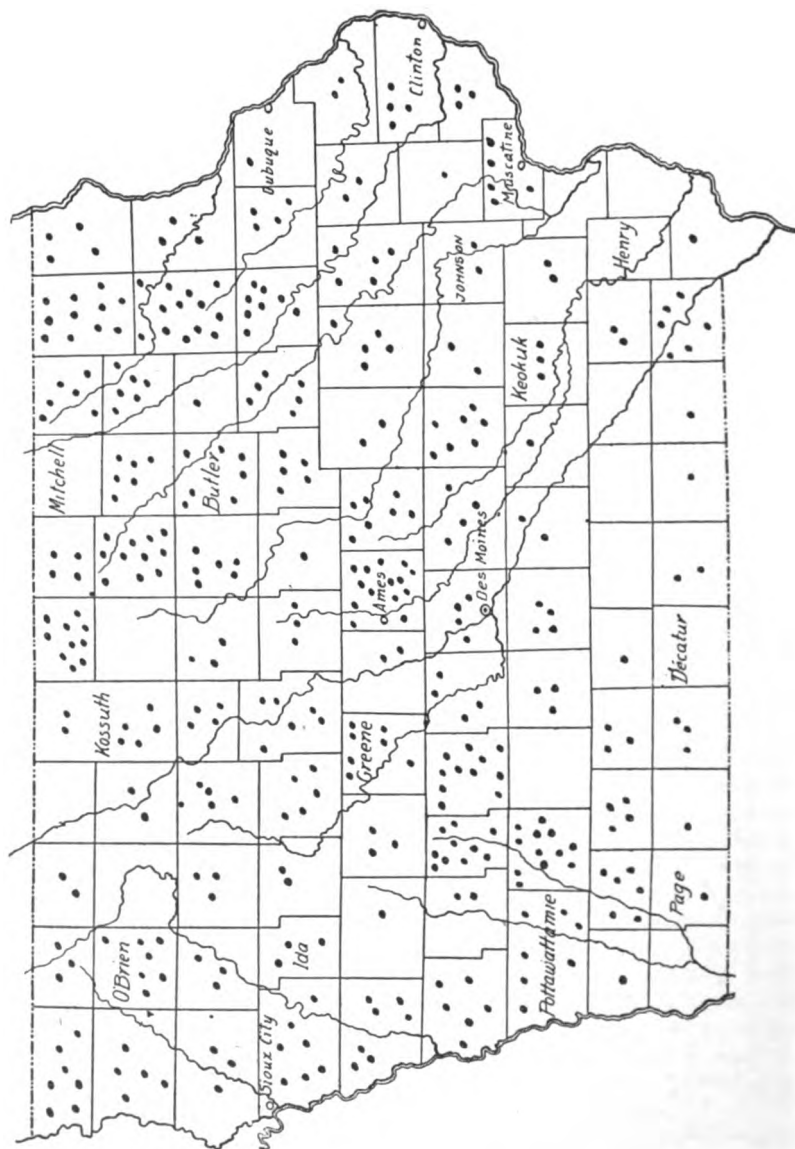 Mitchell
Kossuth
O'Brien
Butler
Sioux City
Dubuque
Ida
Greene
Ames
Clinton
JOHNSON
Des Moines
Muscatine
Keokuk
Pottawattamie
Henry
Page
Decatur